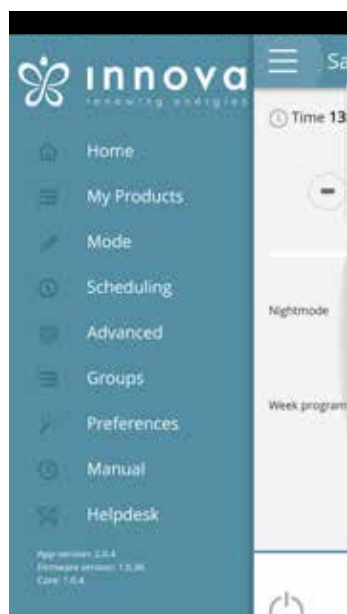 innova
renewing energies
Home
My Products
Mode
Scheduling
Advanced
Groups
Preferences
Manual
Helpdesk
App version: 2.0.4
Firmware version: 1.0.36
Core: 1.0.4
Sa
Time 13
-
Nightmode
Week program